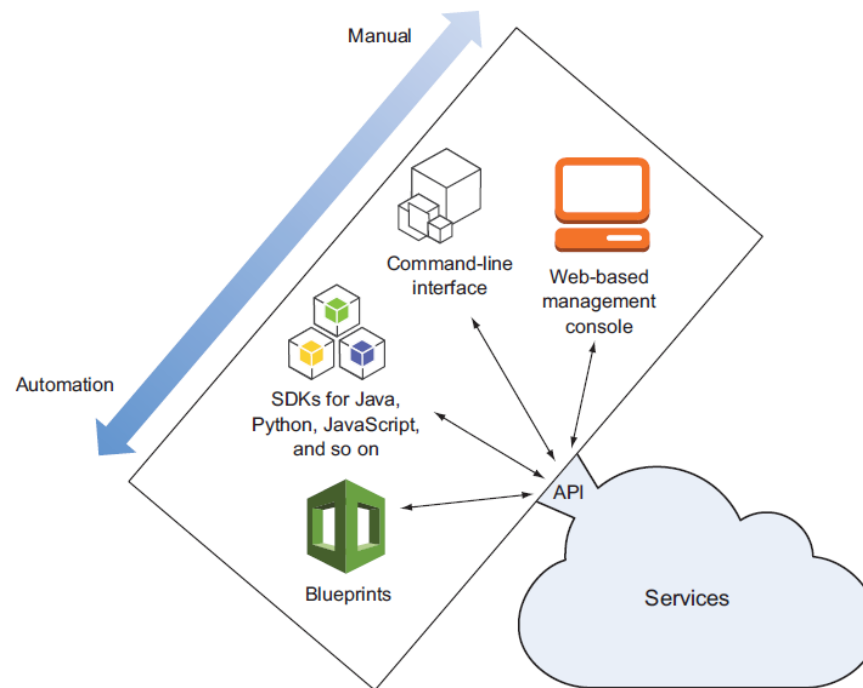 Manual
Command-line
interface
Web-based
management
console
Automation
SDKs for Java,
Python, JavaScript,
and so on
API
Blueprints
Services